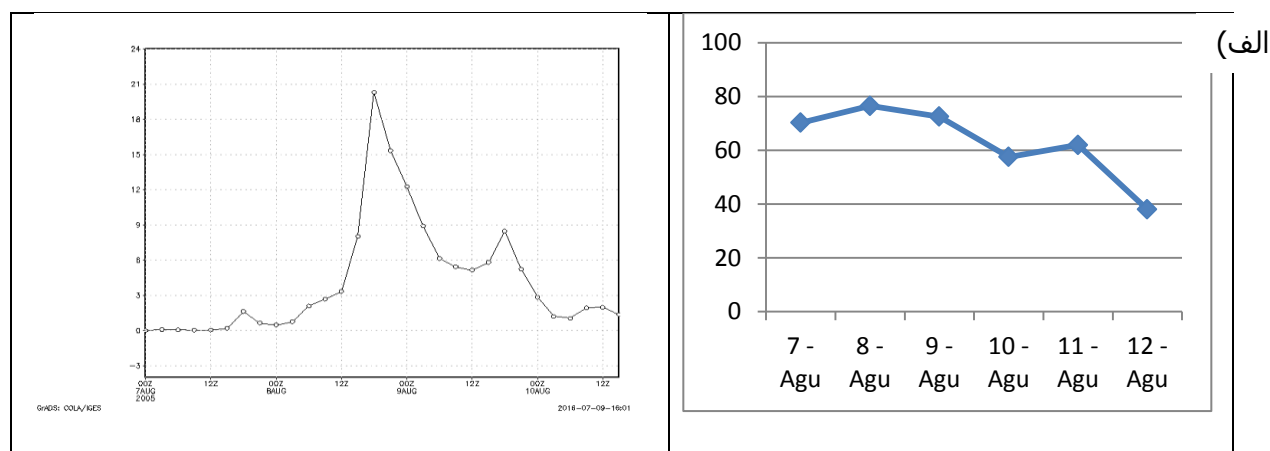 الف)
24
21
18
15
12
9
6
3
0
-3
00Z 12Z 00Z 12Z 00Z 12Z 00Z 12Z
7AUG 8AUG 9AUG 10AUG
2005
GrADS: COLA/IGES 2016-07-09-16:01
100
80
60
40
20
0
7 - 8 - 9 - 10 - 11 - 12 -
Agu Agu Agu Agu Agu Agu